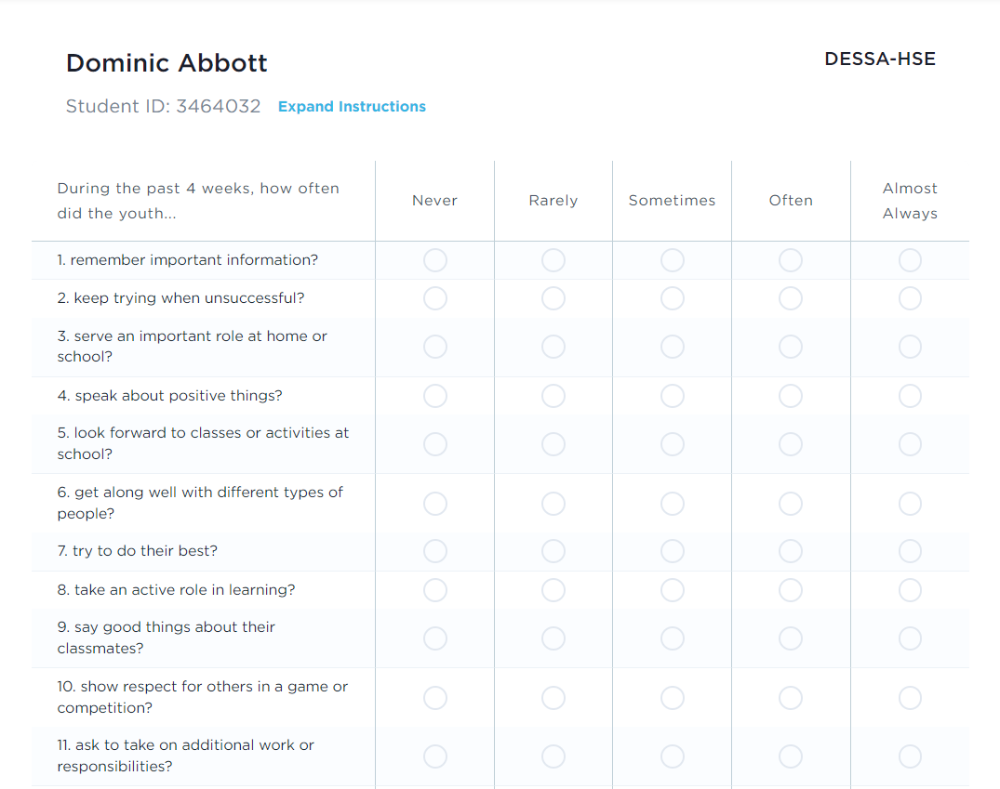 Dominic Abbott
DESSA-HSE
Student ID: 3464032 Expand Instructions
During the past 4 weeks, how often
did the youth...
Never
Rarely
Sometimes
Often
Almost
Always
1. remember important information?
2. keep trying when unsuccessful?
3. serve an important role at home or
school?
4. speak about positive things?
5. look forward to classes or activities at
school?
6. get along well with different types of
people?
7. try to do their best?
8. take an active role in learning?
9. say good things about their
classmates?
10. show respect for others in a game or
competition?
11. ask to take on additional work or
responsibilities?